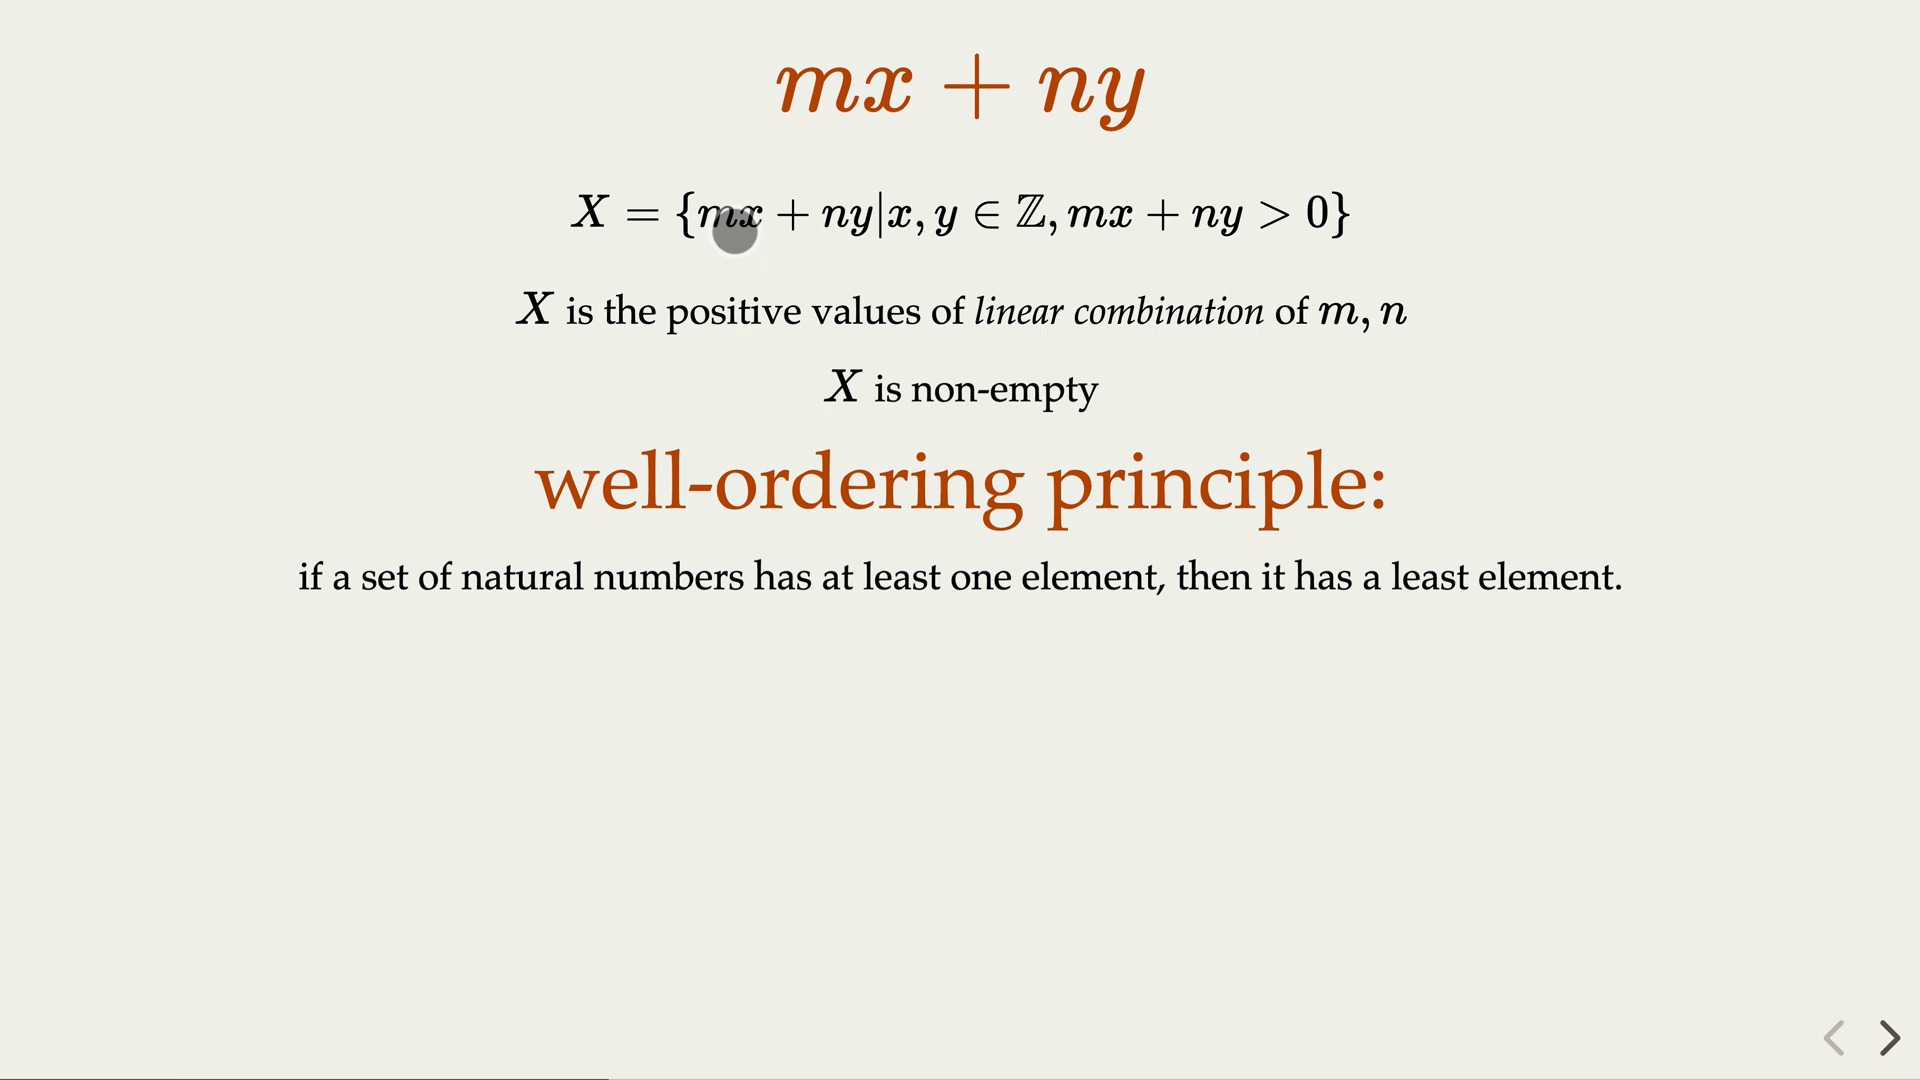 mx + ny
X = {mx + ny|x, y ∈ ℤ, mx + ny > 0}
X is the positive values of linear combination of m, n
X is non-empty
well-ordering principle:
if a set of natural numbers has at least one element, then it has a least element.